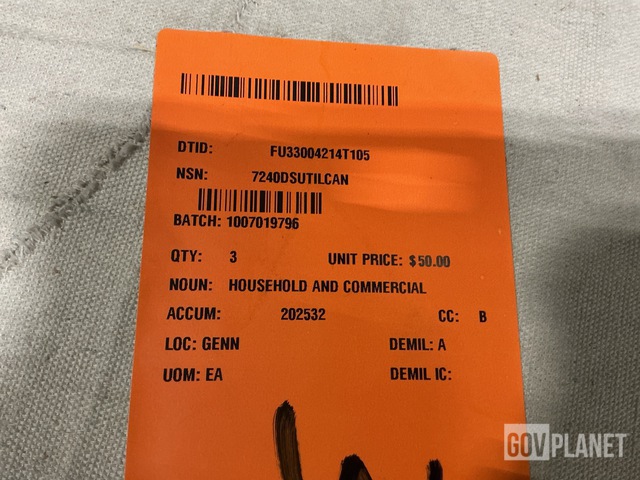 DTID: FU33004214T105
NSN: 7240DSUTILCAN
BATCH: 1007019796
QTY: 3 UNIT PRICE: $50.00
NOUN: HOUSEHOLD AND COMMERCIAL
ACCUM: 202532 CC: B
LOC: GENN DEMIL: A
UOM: EA DEMIL IC:
GOVPLANET